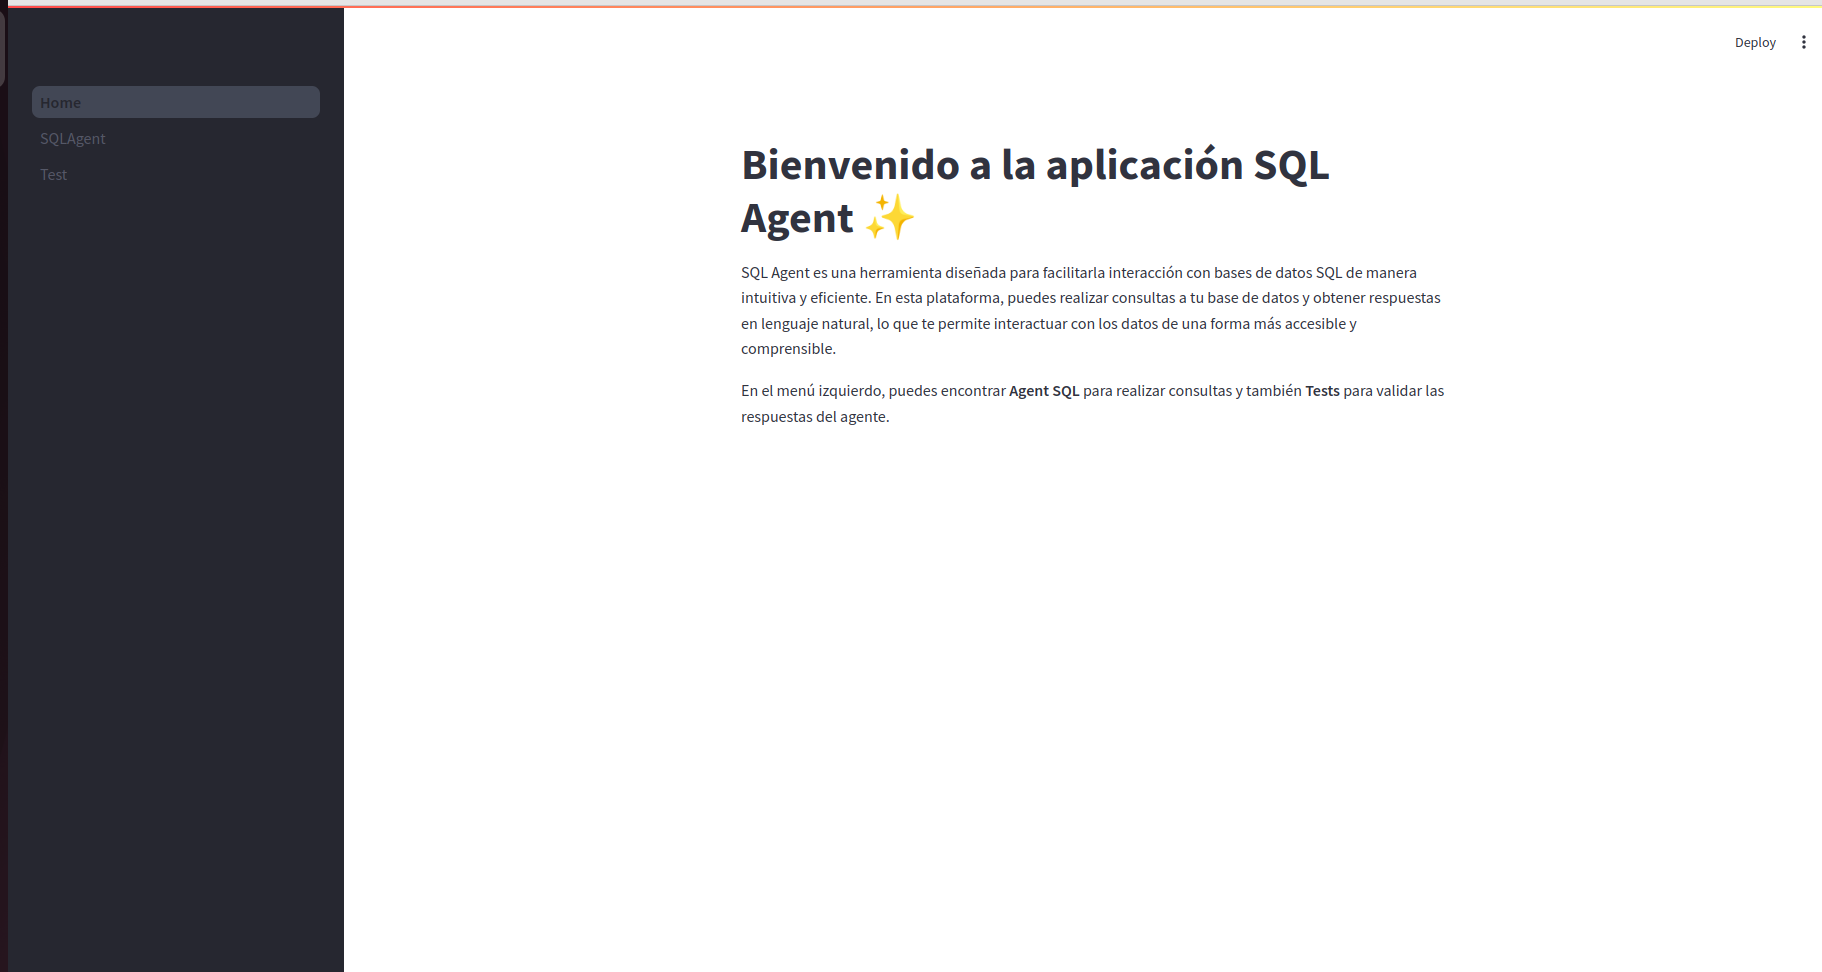 Deploy
Home
SQLAgent
Test
Bienvenido a la aplicación SQL
Agent ✨
SQL Agent es una herramienta diseñada para facilitarla interacción con bases de datos SQL de manera
intuitiva y eficiente. En esta plataforma, puedes realizar consultas a tu base de datos y obtener respuestas
en lenguaje natural, lo que te permite interactuar con los datos de una forma más accesible y
comprensible.
En el menú izquierdo, puedes encontrar Agent SQL para realizar consultas y también Tests para validar las
respuestas del agente.